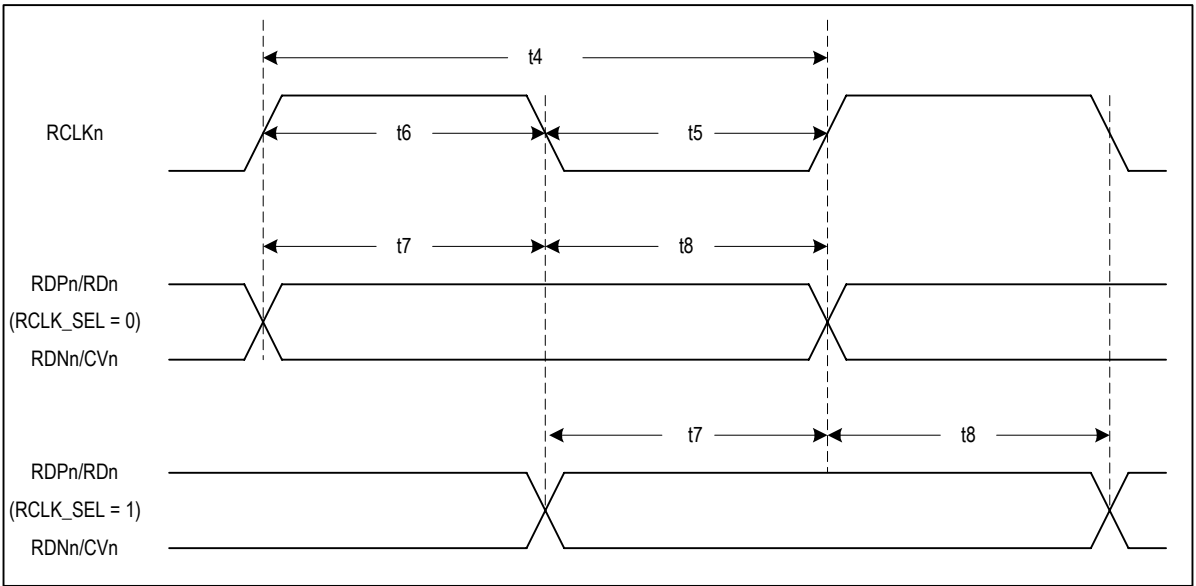 t4
RCLKn
t6
t5
t7
t8
RDPn/RDn
(RCLK_SEL = 0)
RDNn/CVn
t7
t8
RDPn/RDn
(RCLK_SEL = 1)
RDNn/CVn